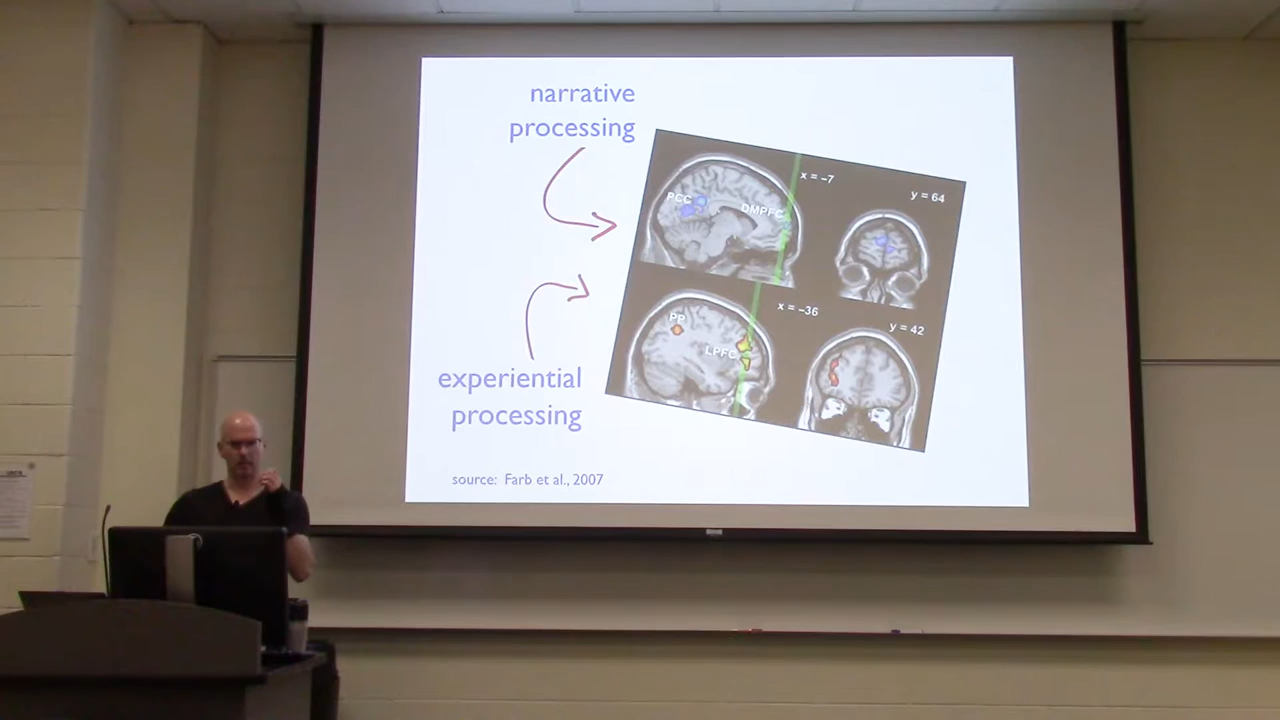 narrative
processing
x = −7
y = 64
PCC
DMPFC
x = −36
y = 42
PP
LPFC
experiential
processing
source: Farb et al., 2007